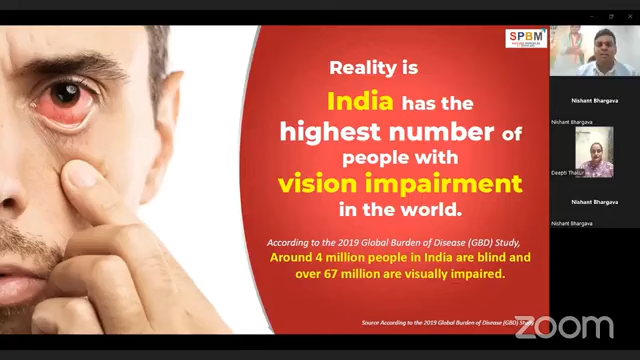 SPBM
Reality is
India has the
highest number of
people with
vision impairment
in the world.
According to the 2019 Global Burden of Disease (GBD) Study,
Around 4 million people in India are blind and
over 67 million are visually impaired.
Source According to the 2019 Global Burden of Disease (GBD) Study
Nishant Bhargava
Nishant Bhargava
Deepti Thakur
Nishant Bhargava
Nishant Bhargava
zoom